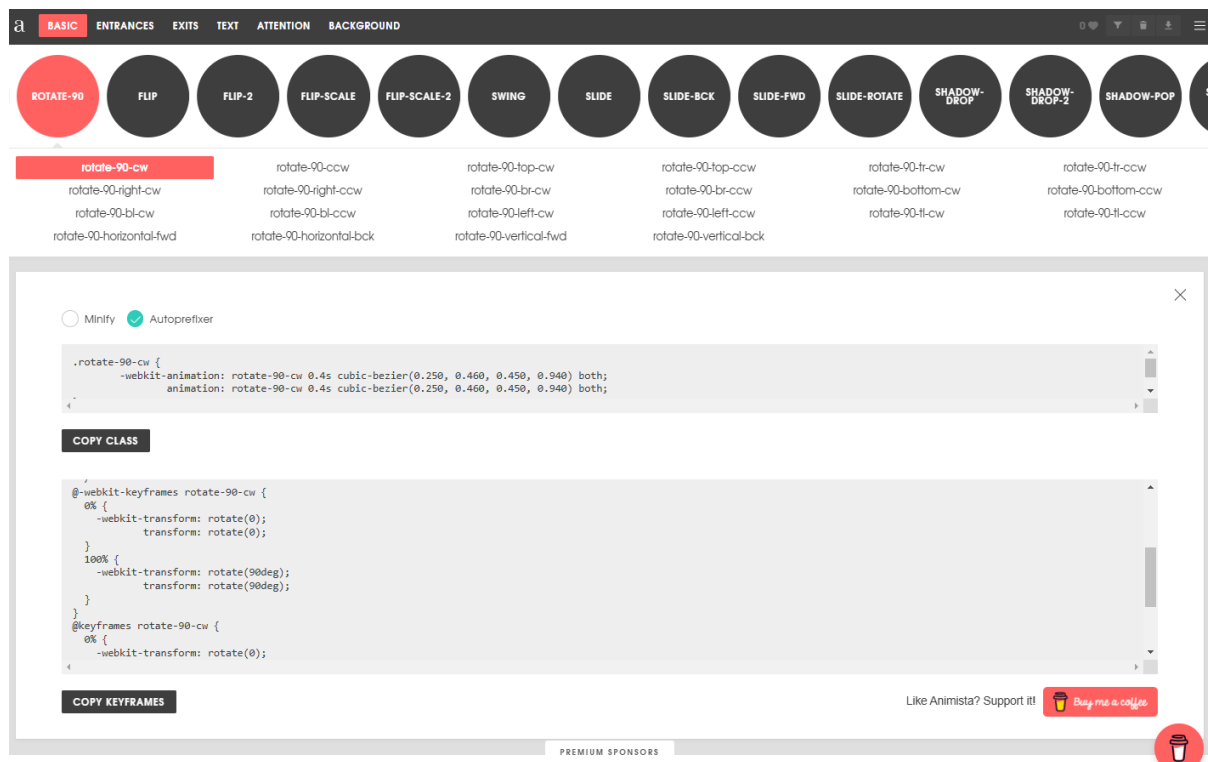 a BASIC ENTRANCES EXITS TEXT ATTENTION BACKGROUND 0
ROTATE-90 FLIP FLIP-2 FLIP-SCALE FLIP-SCALE-2 SWING SLIDE SLIDE-BCK SLIDE-FWD SLIDE-ROTATE SHADOW-DROP SHADOW-DROP-2 SHADOW-POP
rotate-90-cw rotate-90-ccw rotate-90-top-cw rotate-90-top-ccw rotate-90-tr-cw rotate-90-tr-ccw
rotate-90-right-cw rotate-90-right-ccw rotate-90-br-cw rotate-90-br-ccw rotate-90-bottom-cw rotate-90-bottom-ccw
rotate-90-bl-cw rotate-90-bl-ccw rotate-90-left-cw rotate-90-left-ccw rotate-90-tl-cw rotate-90-tl-ccw
rotate-90-horizontal-fwd rotate-90-horizontal-bck rotate-90-vertical-fwd rotate-90-vertical-bck
Minify Autoprefixer
.rotate-90-cw {
-webkit-animation: rotate-90-cw 0.4s cubic-bezier(0.250, 0.460, 0.450, 0.940) both;
animation: rotate-90-cw 0.4s cubic-bezier(0.250, 0.460, 0.450, 0.940) both;
COPY CLASS
@-webkit-keyframes rotate-90-cw {
0% {
-webkit-transform: rotate(0);
transform: rotate(0);
}
100% {
-webkit-transform: rotate(90deg);
transform: rotate(90deg);
}
}
@keyframes rotate-90-cw {
0% {
-webkit-transform: rotate(0);
COPY KEYFRAMES
Like Animista? Support it! Buy me a coffee
PREMIUM SPONSORS